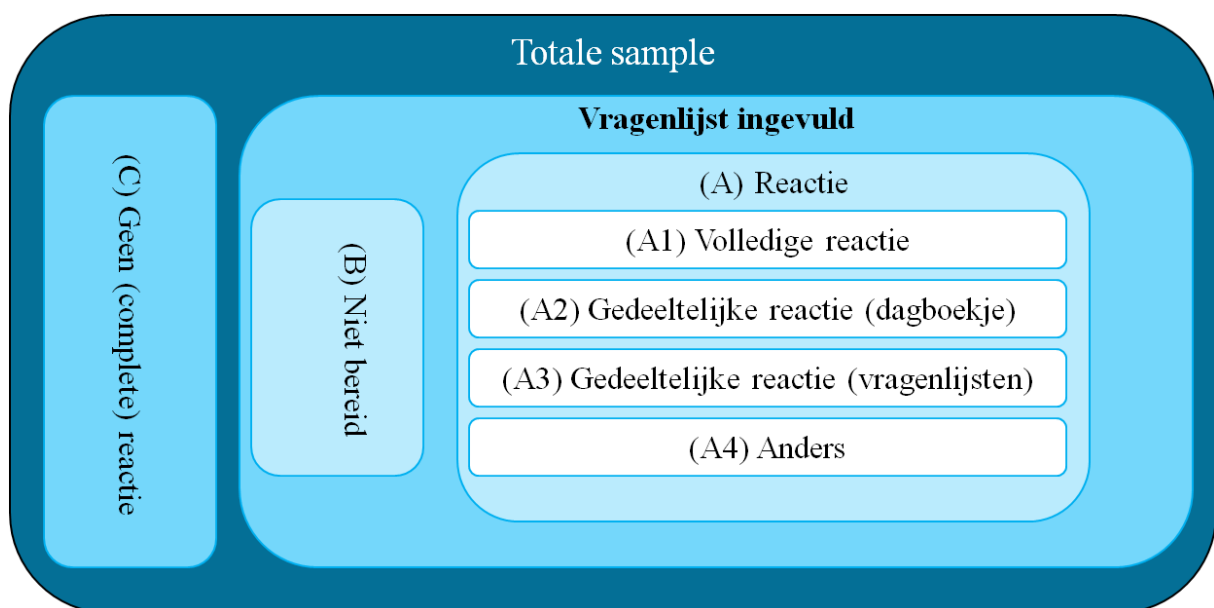 Totale sample
(C) Geen (complete) reactie
Vragenlijst ingevuld
(B) Niet bereid
(A) Reactie
(A1) Volledige reactie
(A2) Gedeeltelijke reactie (dagboekje)
(A3) Gedeeltelijke reactie (vragenlijsten)
(A4) Anders